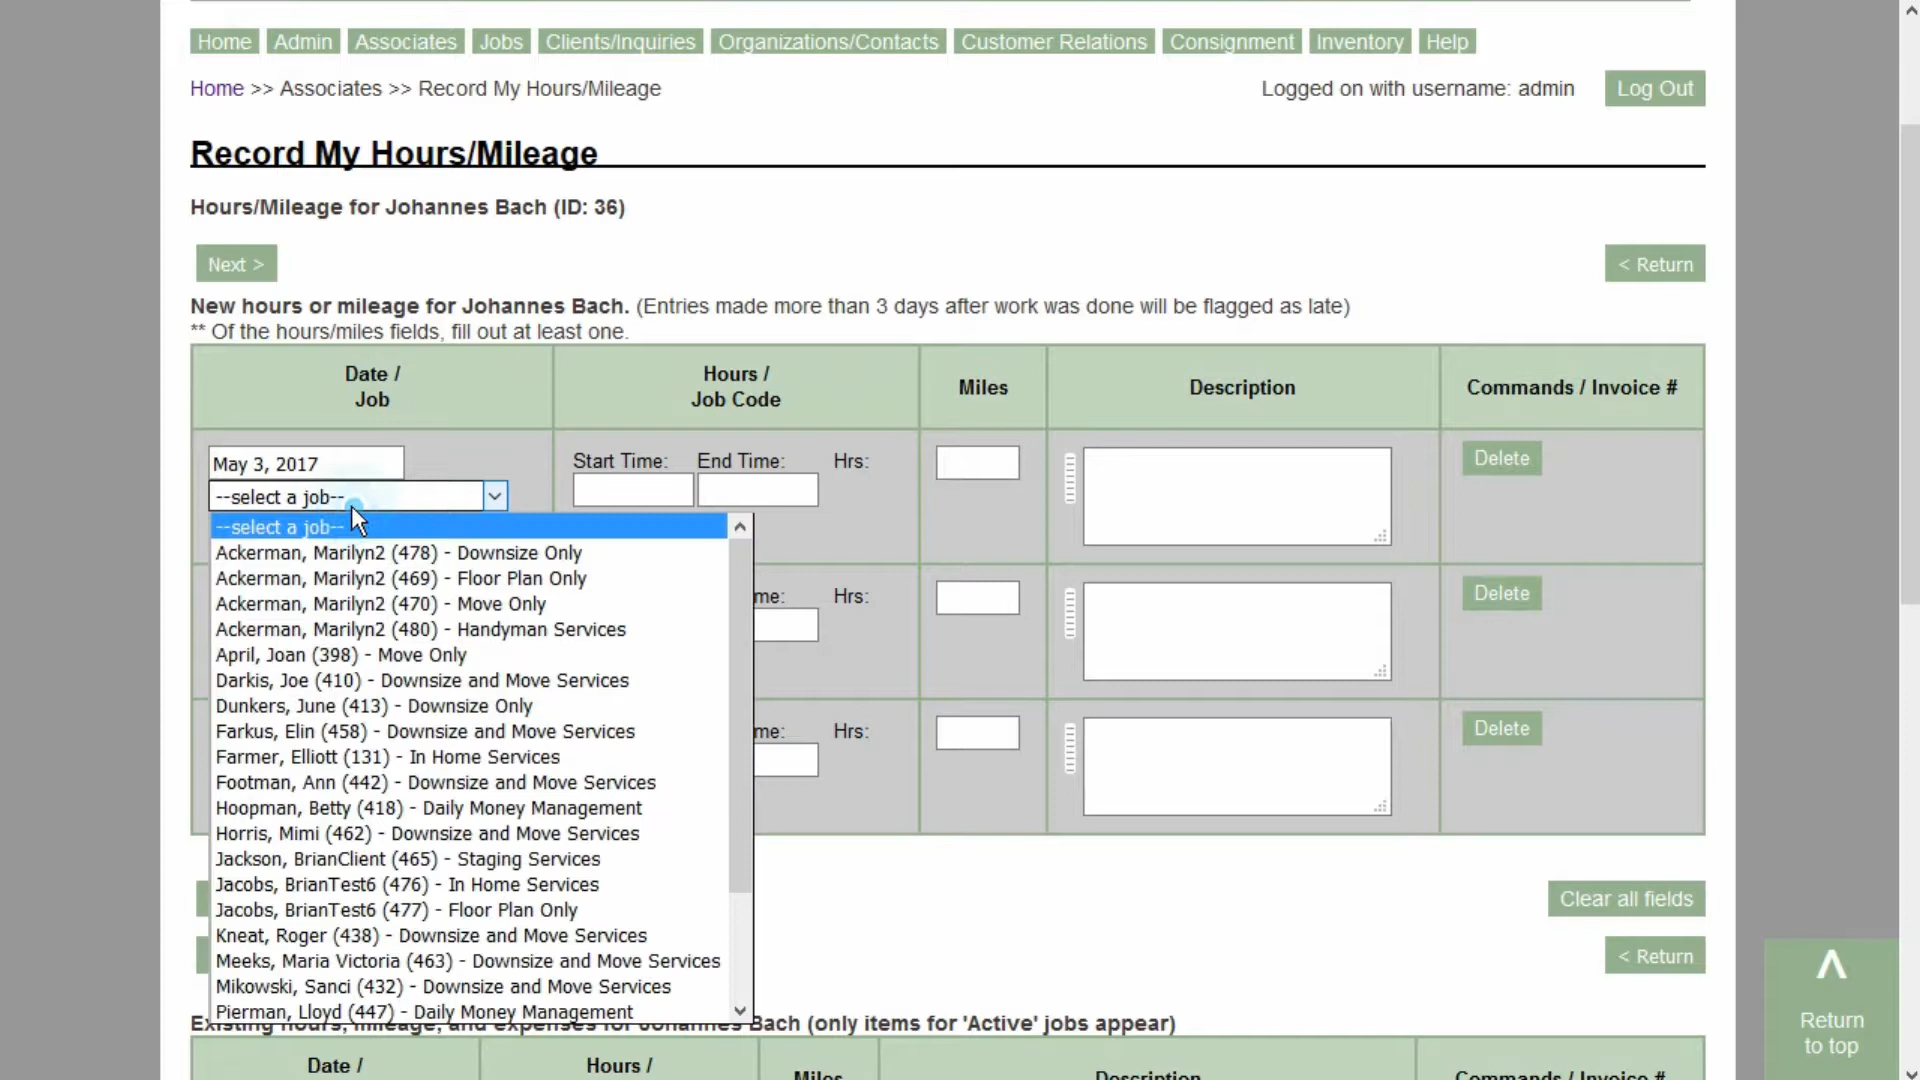 Home Admin Associates Jobs Clients/Inquiries Organizations/Contacts Customer Relations Consignment Inventory Help
Home >> Associates >> Record My Hours/Mileage
Logged on with username: admin
Log Out
Record My Hours/Mileage
Hours/Mileage for Johannes Bach (ID: 36)
Next >
< Return
New hours or mileage for Johannes Bach. (Entries made more than 3 days after work was done will be flagged as late)
** Of the hours/miles fields, fill out at least one.
Date /
Job
Hours /
Job Code
Miles
Description
Commands / Invoice #
May 3, 2017
Start Time: End Time: Hrs:
Delete
--select a job--
--select a job--
Ackerman, Marilyn2 (478) - Downsize Only
Ackerman, Marilyn2 (469) - Floor Plan Only
Ackerman, Marilyn2 (470) - Move Only
Ackerman, Marilyn2 (480) - Handyman Services
April, Joan (398) - Move Only
Darkis, Joe (410) - Downsize and Move Services
Dunkers, June (413) - Downsize Only
Farkus, Elin (458) - Downsize and Move Services
Farmer, Elliott (131) - In Home Services
Footman, Ann (442) - Downsize and Move Services
Hoopman, Betty (418) - Daily Money Management
Horris, Mimi (462) - Downsize and Move Services
Jackson, BrianClient (465) - Staging Services
Jacobs, BrianTest6 (476) - In Home Services
Jacobs, BrianTest6 (477) - Floor Plan Only
Kneat, Roger (438) - Downsize and Move Services
Meeks, Maria Victoria (463) - Downsize and Move Services
Mikowski, Sanci (432) - Downsize and Move Services
Pierman, Lloyd (447) - Daily Money Management
me: Hrs:
Delete
me: Hrs:
Delete
Clear all fields
< Return
Existing hours, mileage, and expenses for Johannes Bach (only items for 'Active' jobs appear)
Date /
Hours /
Miles
Description
Commands / Invoice #
Return
to top